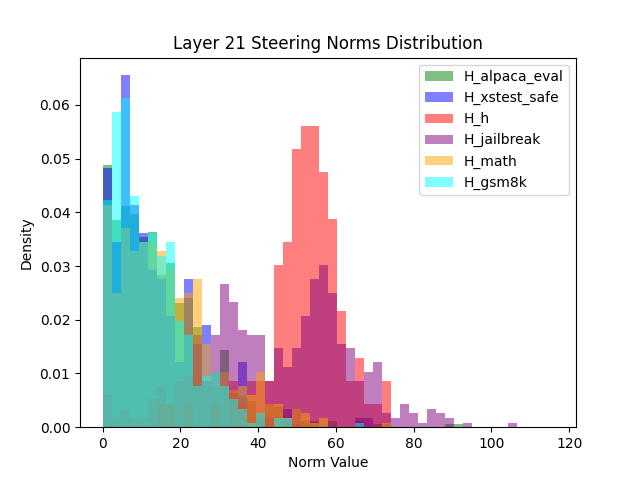 Layer 21 Steering Norms Distribution
H_alpaca_eval
H_xstest_safe
H_h
H_jailbreak
H_math
H_gsm8k
Density
0.06
0.05
0.04
0.03
0.02
0.01
0.00
0 20 40 60 80 100 120
Norm Value